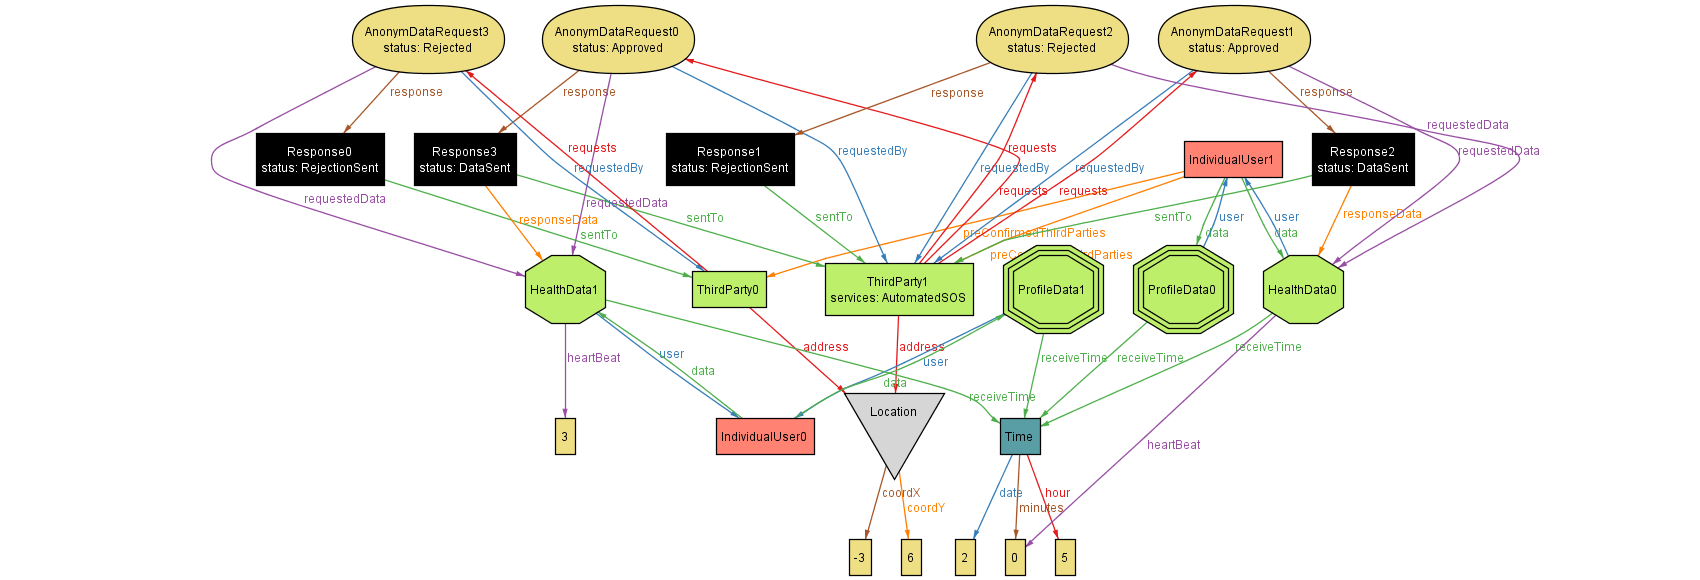 AnonymDataRequest3
status: Rejected
AnonymDataRequest0
status: Approved
AnonymDataRequest2
status: Rejected
AnonymDataRequest1
status: Approved
response
response
response
response
requestedData
Response0
status: RejectionSent
Response3
status: DataSent
Response1
status: RejectionSent
IndividualUser1
Response2
status: DataSent
requests
requestedBy
requestedBy
requests
requestedBy
requestedBy
requestedData
requestedData
requestedData
requests
requests
responseData
sentTo
sentTo
sentTo
sentTo
user
user
responseData
sentTo
preConfirmedThirdParties
data
data
preConfirmedThirdParties
HealthData1
ThirdParty0
ThirdParty1
services: AutomatedSOS
ProfileData1
ProfileData0
HealthData0
heartBeat
user
data
address
address
user
data
receiveTime
receiveTime
receiveTime
receiveTime
3
IndividualUser0
Location
Time
heartBeat
coordX
coordY
date
minutes
hour
-3
6
2
0
5